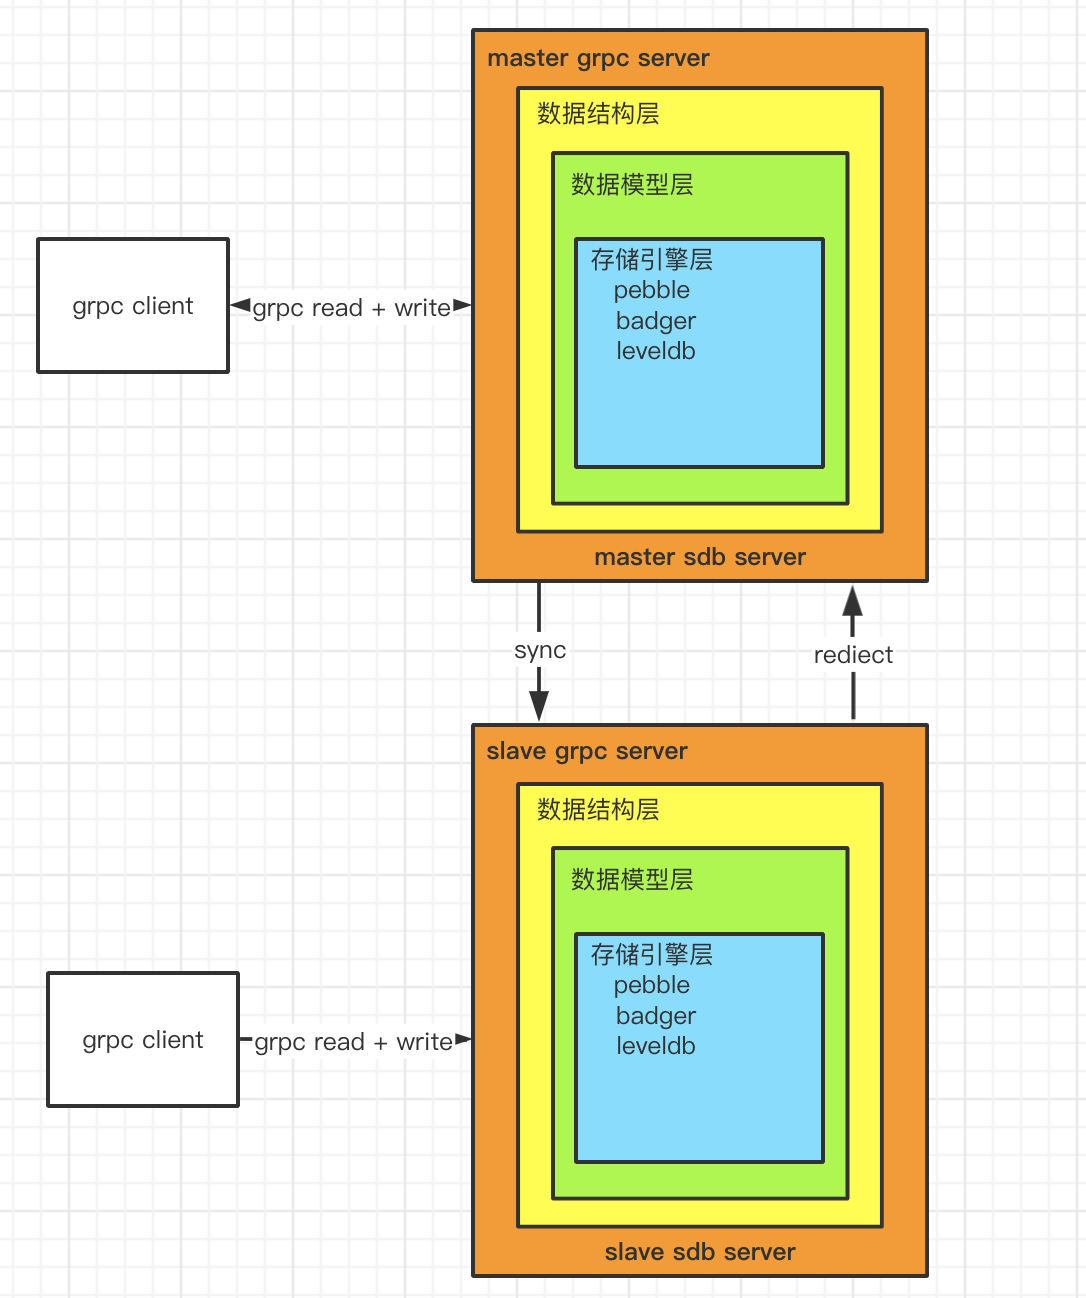 master grpc server
数据结构层
数据模型层
存储引擎层
pebble
badger
leveldb
grpc client
grpc read + write
master sdb server
sync
rediect
slave grpc server
数据结构层
数据模型层
存储引擎层
pebble
badger
leveldb
grpc client
grpc read + write
slave sdb server